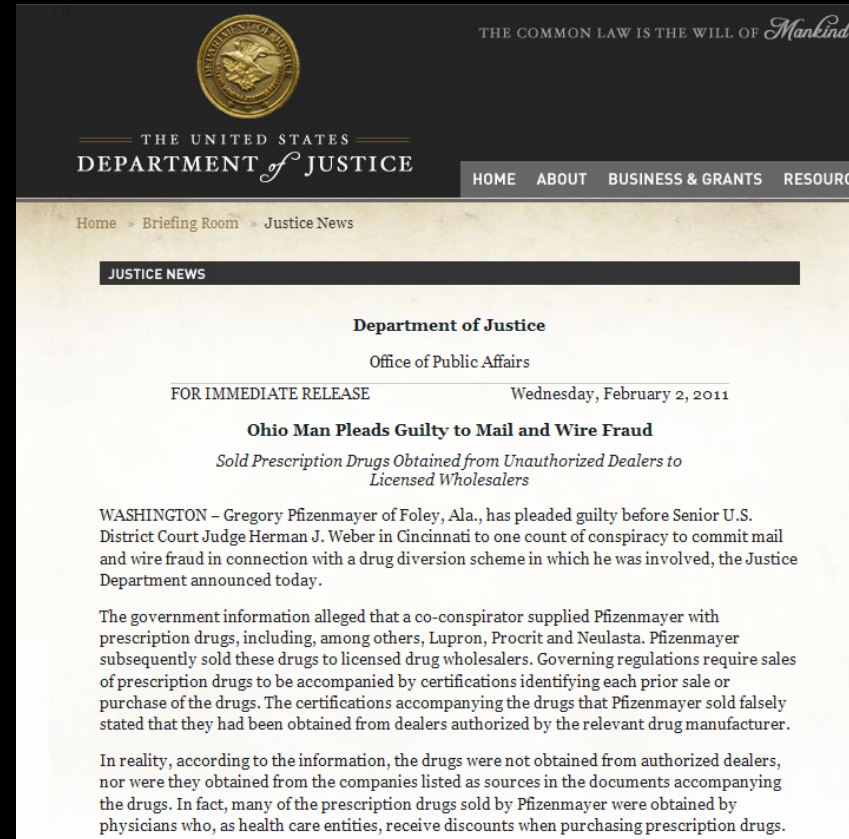 THE COMMON LAW IS THE WILL OF Mankind
THE UNITED STATES
DEPARTMENT of JUSTICE
HOME ABOUT BUSINESS & GRANTS RESOURC
Home » Briefing Room » Justice News
JUSTICE NEWS
Department of Justice
Office of Public Affairs
FOR IMMEDIATE RELEASE Wednesday, February 2, 2011
Ohio Man Pleads Guilty to Mail and Wire Fraud
Sold Prescription Drugs Obtained from Unauthorized Dealers to
Licensed Wholesalers
WASHINGTON – Gregory Pfizenmayer of Foley, Ala., has pleaded guilty before Senior U.S.
District Court Judge Herman J. Weber in Cincinnati to one count of conspiracy to commit mail
and wire fraud in connection with a drug diversion scheme in which he was involved, the Justice
Department announced today.
The government information alleged that a co-conspirator supplied Pfizenmayer with
prescription drugs, including, among others, Lupron, Procrit and Neulasta. Pfizenmayer
subsequently sold these drugs to licensed drug wholesalers. Governing regulations require sales
of prescription drugs to be accompanied by certifications identifying each prior sale or
purchase of the drugs. The certifications accompanying the drugs that Pfizenmayer sold falsely
stated that they had been obtained from dealers authorized by the relevant drug manufacturer.
In reality, according to the information, the drugs were not obtained from authorized dealers,
nor were they obtained from the companies listed as sources in the documents accompanying
the drugs. In fact, many of the prescription drugs sold by Pfizenmayer were obtained by
physicians who, as health care entities, receive discounts when purchasing prescription drugs.